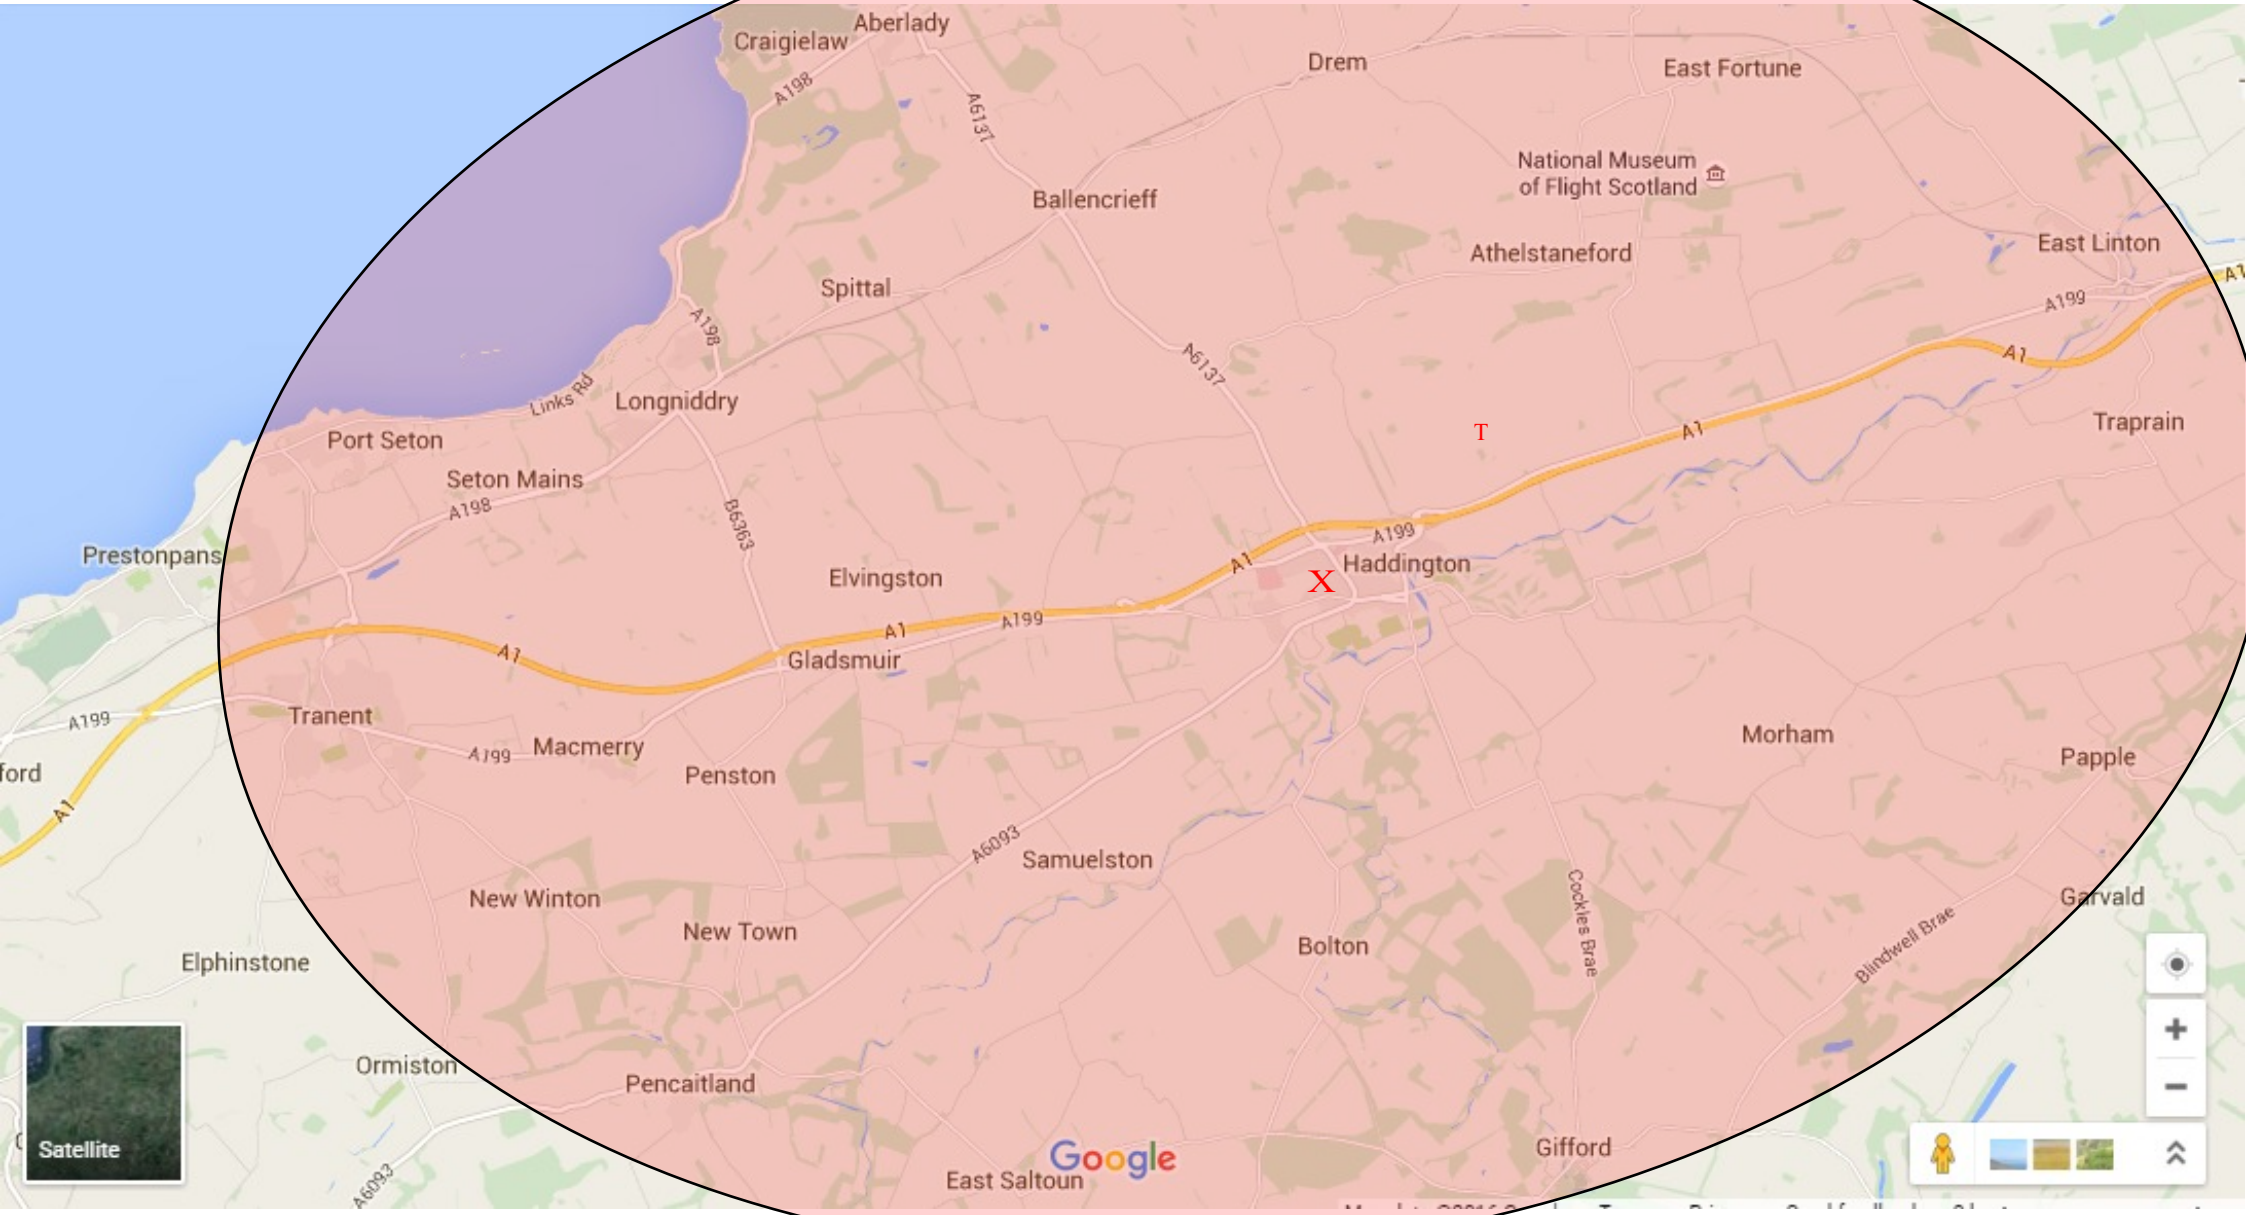 Aberlady
Craigielaw
Drem
East Fortune
A198
A6137
National Museum
of Flight Scotland
Ballencrieff
East Linton
Athelstaneford
A1
Spittal
A199
A198
A6137
A1
Links Rd
Longniddry
Traprain
T
A1
Port Seton
Seton Mains
A198
B6363
A199
Prestonpans
A1
Haddington
X
Elvingston
A199
A1
A1
Gladsmuir
Tranent
A199
Morham
Macmerry
A199
Papple
ford
Penston
A1
A6093
Samuelston
New Winton
Garvald
Cockles Brae
New Town
Bolton
Blindwell Brae
Elphinstone
Ormiston
Pencaitland
Satellite
Gifford
Google
East Saltoun
A6093